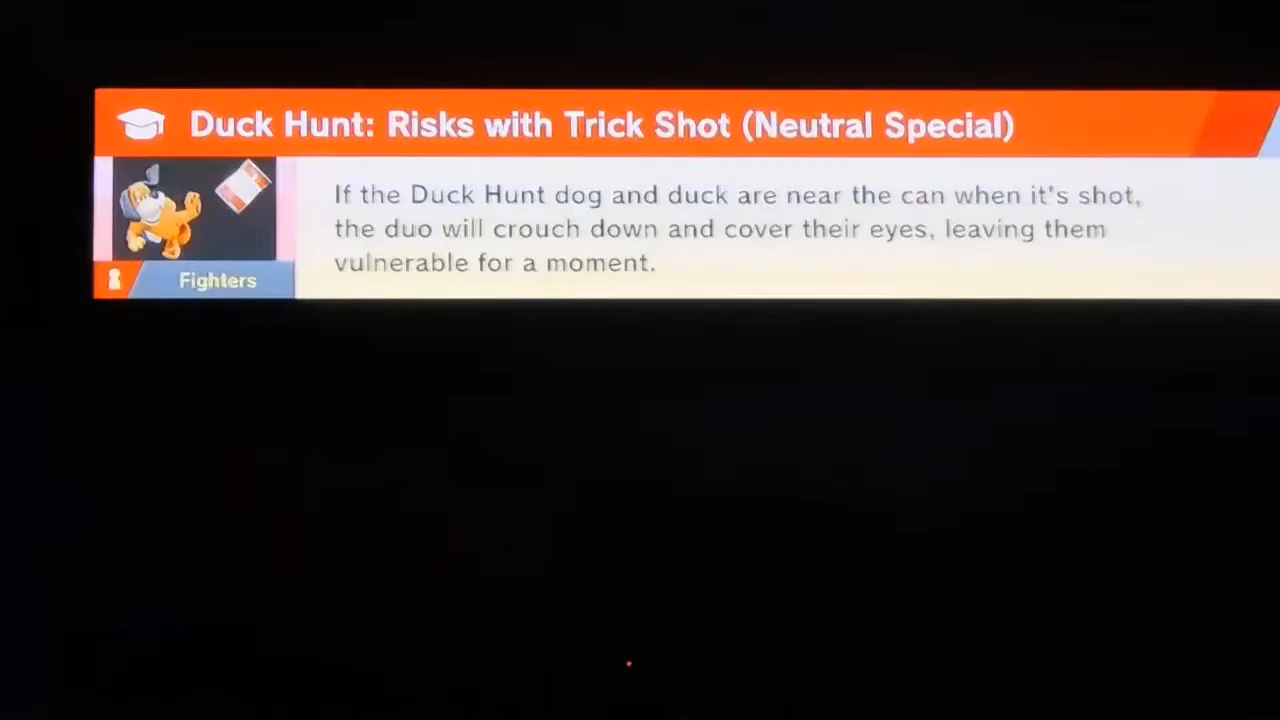 Duck Hunt: Risks with Trick Shot (Neutral Special)
If the Duck Hunt dog and duck are near the can when it's shot,
the duo will crouch down and cover their eyes, leaving them
vulnerable for a moment.
Fighters